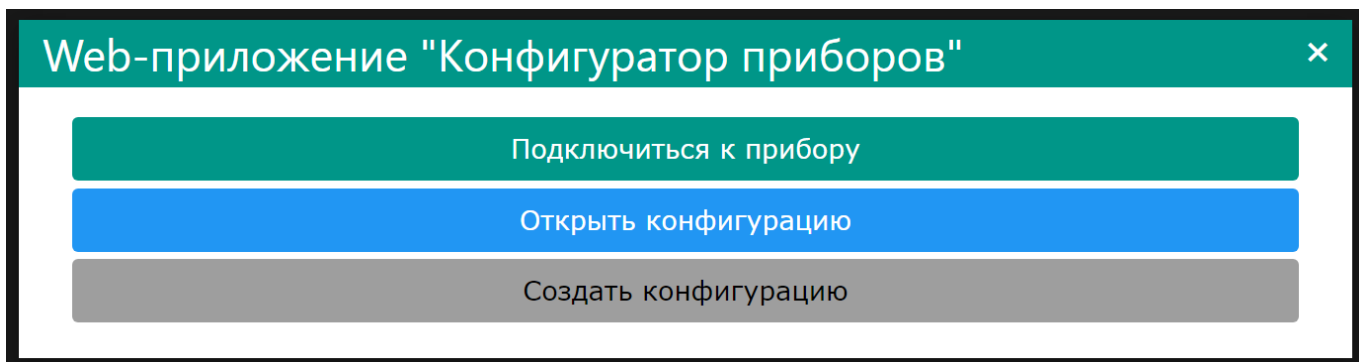 Web-приложение "Конфигуратор приборов" ×
Подключиться к прибору
Открыть конфигурацию
Создать конфигурацию